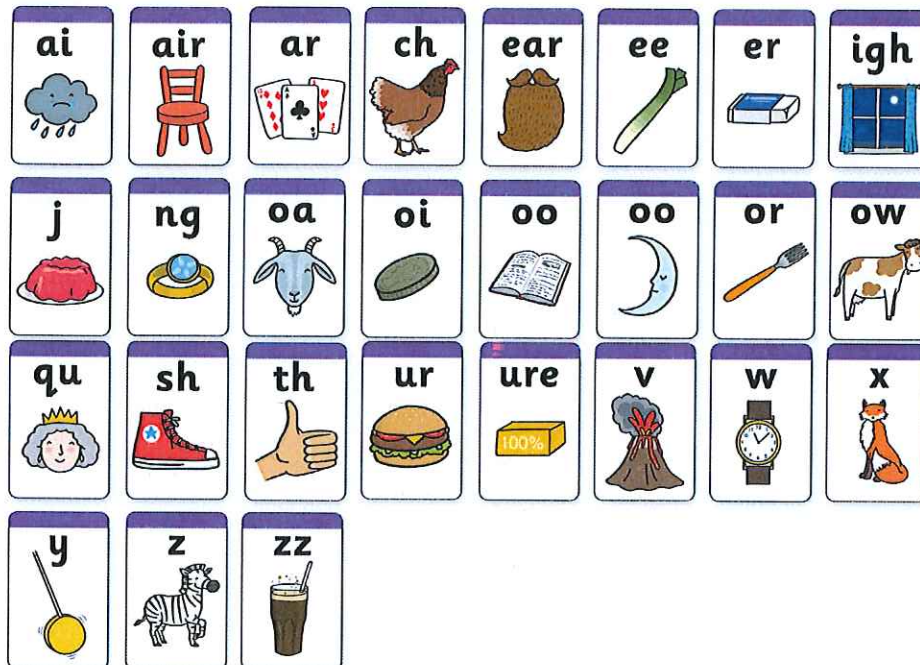 ai air ar ch ear ee er igh
j ng oa oi oo oo or ow
qu sh th ur ure v w x
100%
y z zz